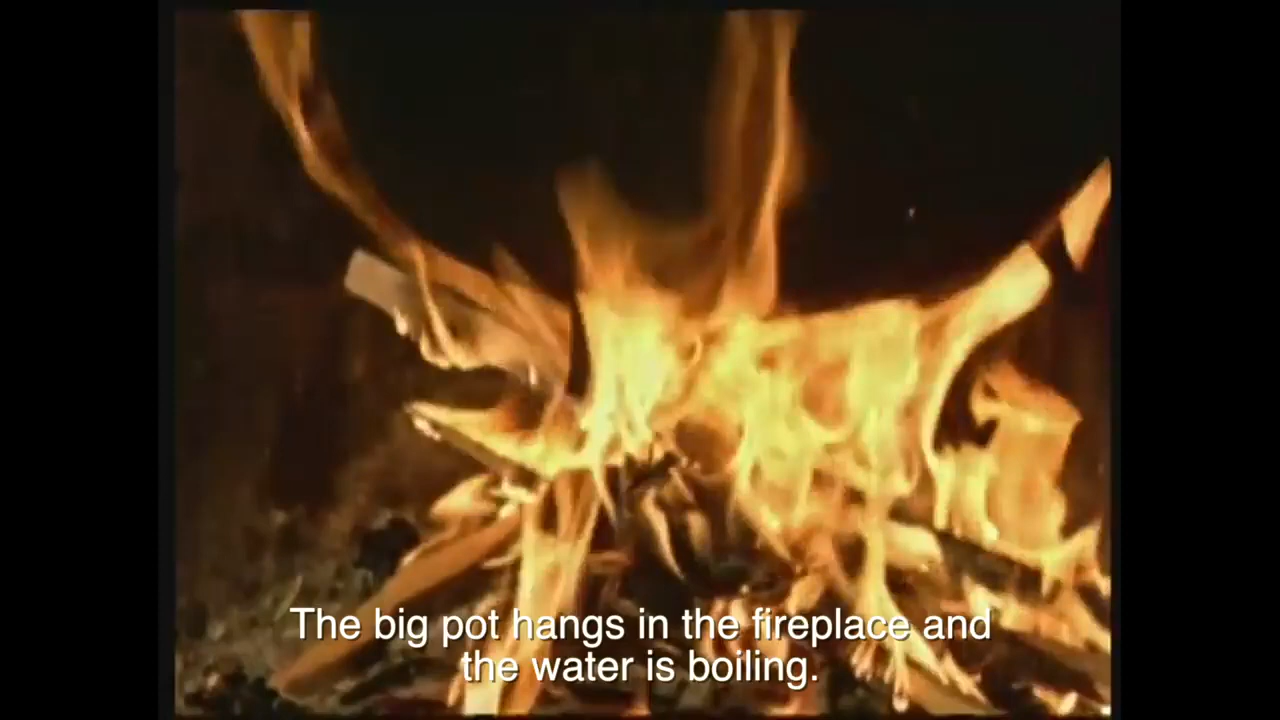 The big pot hangs in the fireplace and
the water is boiling.